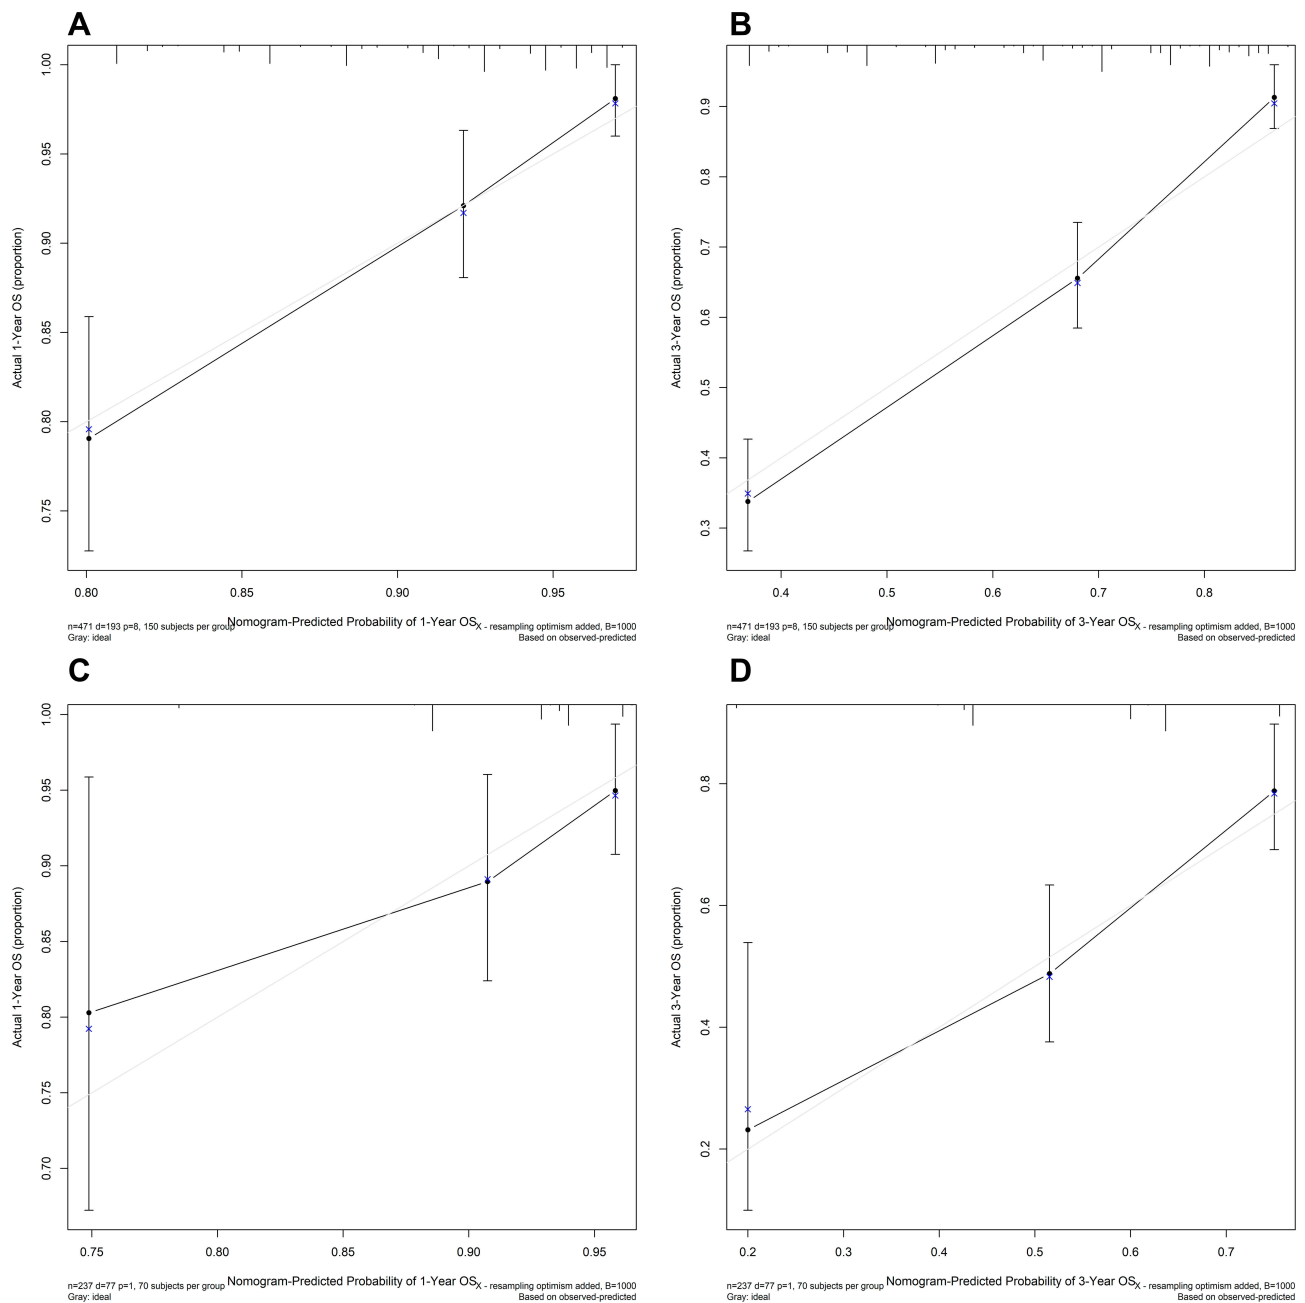 A
Actual 1-Year OS (proportion)
1.00
0.95
0.90
0.85
0.80
0.75
0.80 0.85 0.90 0.95
Nomogram-Predicted Probability of 1-Year OS
n=471 d=193 p=8, 150 subjects per group
Gray: ideal
X - resampling optimism added, B=1000
Based on observed-predicted
B
Actual 3-Year OS (proportion)
0.9
0.8
0.7
0.6
0.5
0.4
0.3
0.4 0.5 0.6 0.7 0.8
Nomogram-Predicted Probability of 3-Year OS
n=471 d=193 p=8, 150 subjects per group
Gray: ideal
X - resampling optimism added, B=1000
Based on observed-predicted
C
Actual 1-Year OS (proportion)
1.00
0.95
0.90
0.85
0.80
0.75
0.70
0.75 0.80 0.85 0.90 0.95
Nomogram-Predicted Probability of 1-Year OS
n=237 d=77 p=1, 70 subjects per group
Gray: ideal
X - resampling optimism added, B=1000
Based on observed-predicted
D
Actual 3-Year OS (proportion)
0.8
0.6
0.4
0.2
0.2 0.3 0.4 0.5 0.6 0.7
Nomogram-Predicted Probability of 3-Year OS
n=237 d=77 p=1, 70 subjects per group
Gray: ideal
X - resampling optimism added, B=1000
Based on observed-predicted